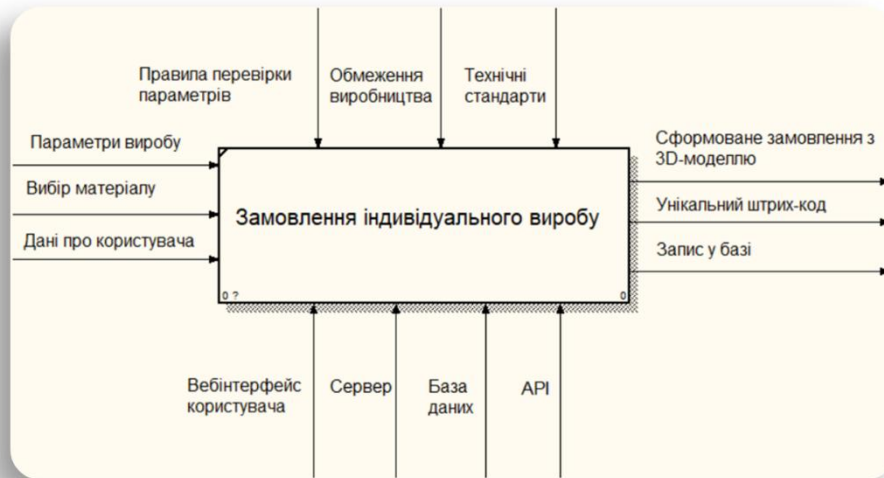 Правила перевірки
параметрів
Обмеження
виробництва
Технічні
стандарти
Параметри виробу
Вибір матеріалу
Дані про користувача
Замовлення індивідуального виробу
0 ?
0
Сформоване замовлення з
3D-моделлю
Унікальний штрих-код
Запис у базі
Вебінтерфейс
користувача
Сервер
База
даних
API